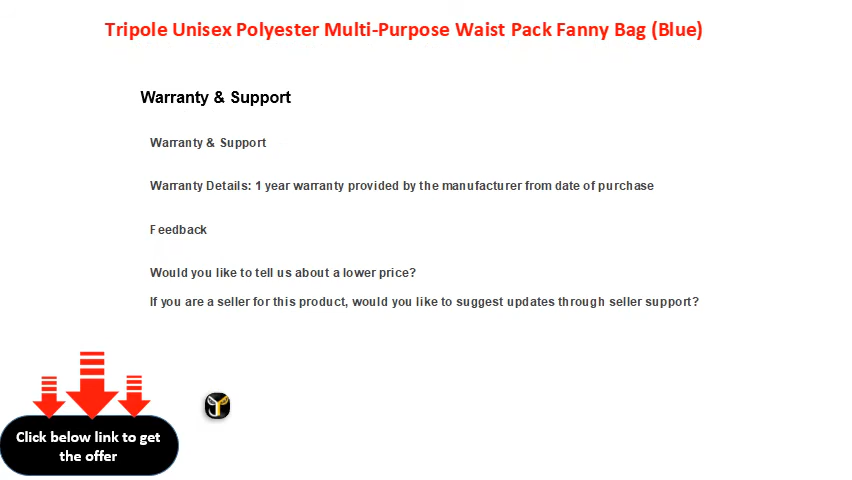 Tripole Unisex Polyester Multi-Purpose Waist Pack Fanny Bag (Blue)
Warranty & Support
Warranty & Support
Warranty Details: 1 year warranty provided by the manufacturer from date of purchase
Feedback
Would you like to tell us about a lower price?
If you are a seller for this product, would you like to suggest updates through seller support?
Click below link to get
the offer